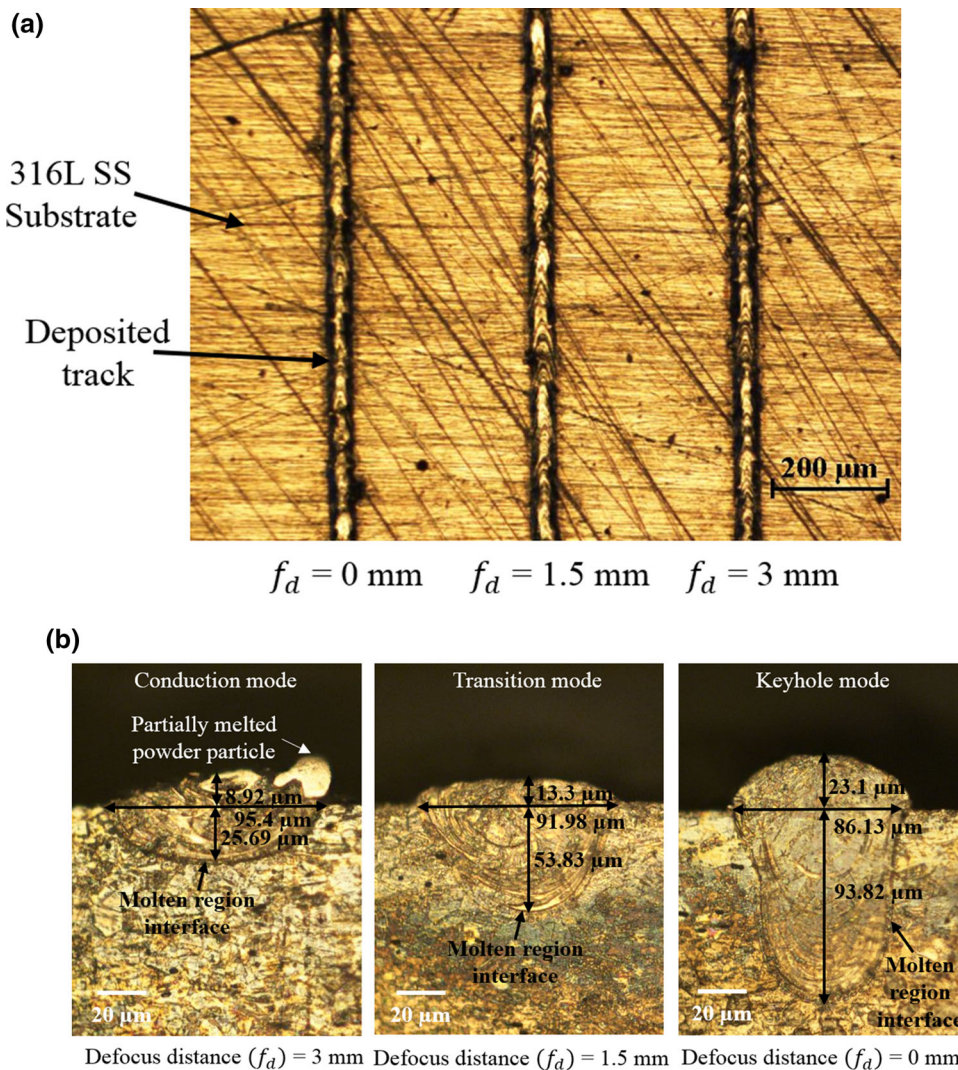 (a)
316L SS
Substrate
Deposited
track
200 μm
f_d = 0 mm f_d = 1.5 mm f_d = 3 mm
(b)
Conduction mode
Partially melted
powder particle
8.92 μm
95.4 μm
25.69 μm
Molten region
interface
20 μm
Defocus distance (f_d) = 3 mm
Transition mode
13.3 μm
91.98 μm
53.83 μm
Molten region
interface
20 μm
Defocus distance (f_d) = 1.5 mm
Keyhole mode
23.1 μm
86.13 μm
93.82 μm
Molten
region
interface
20 μm
Defocus distance (f_d) = 0 mm